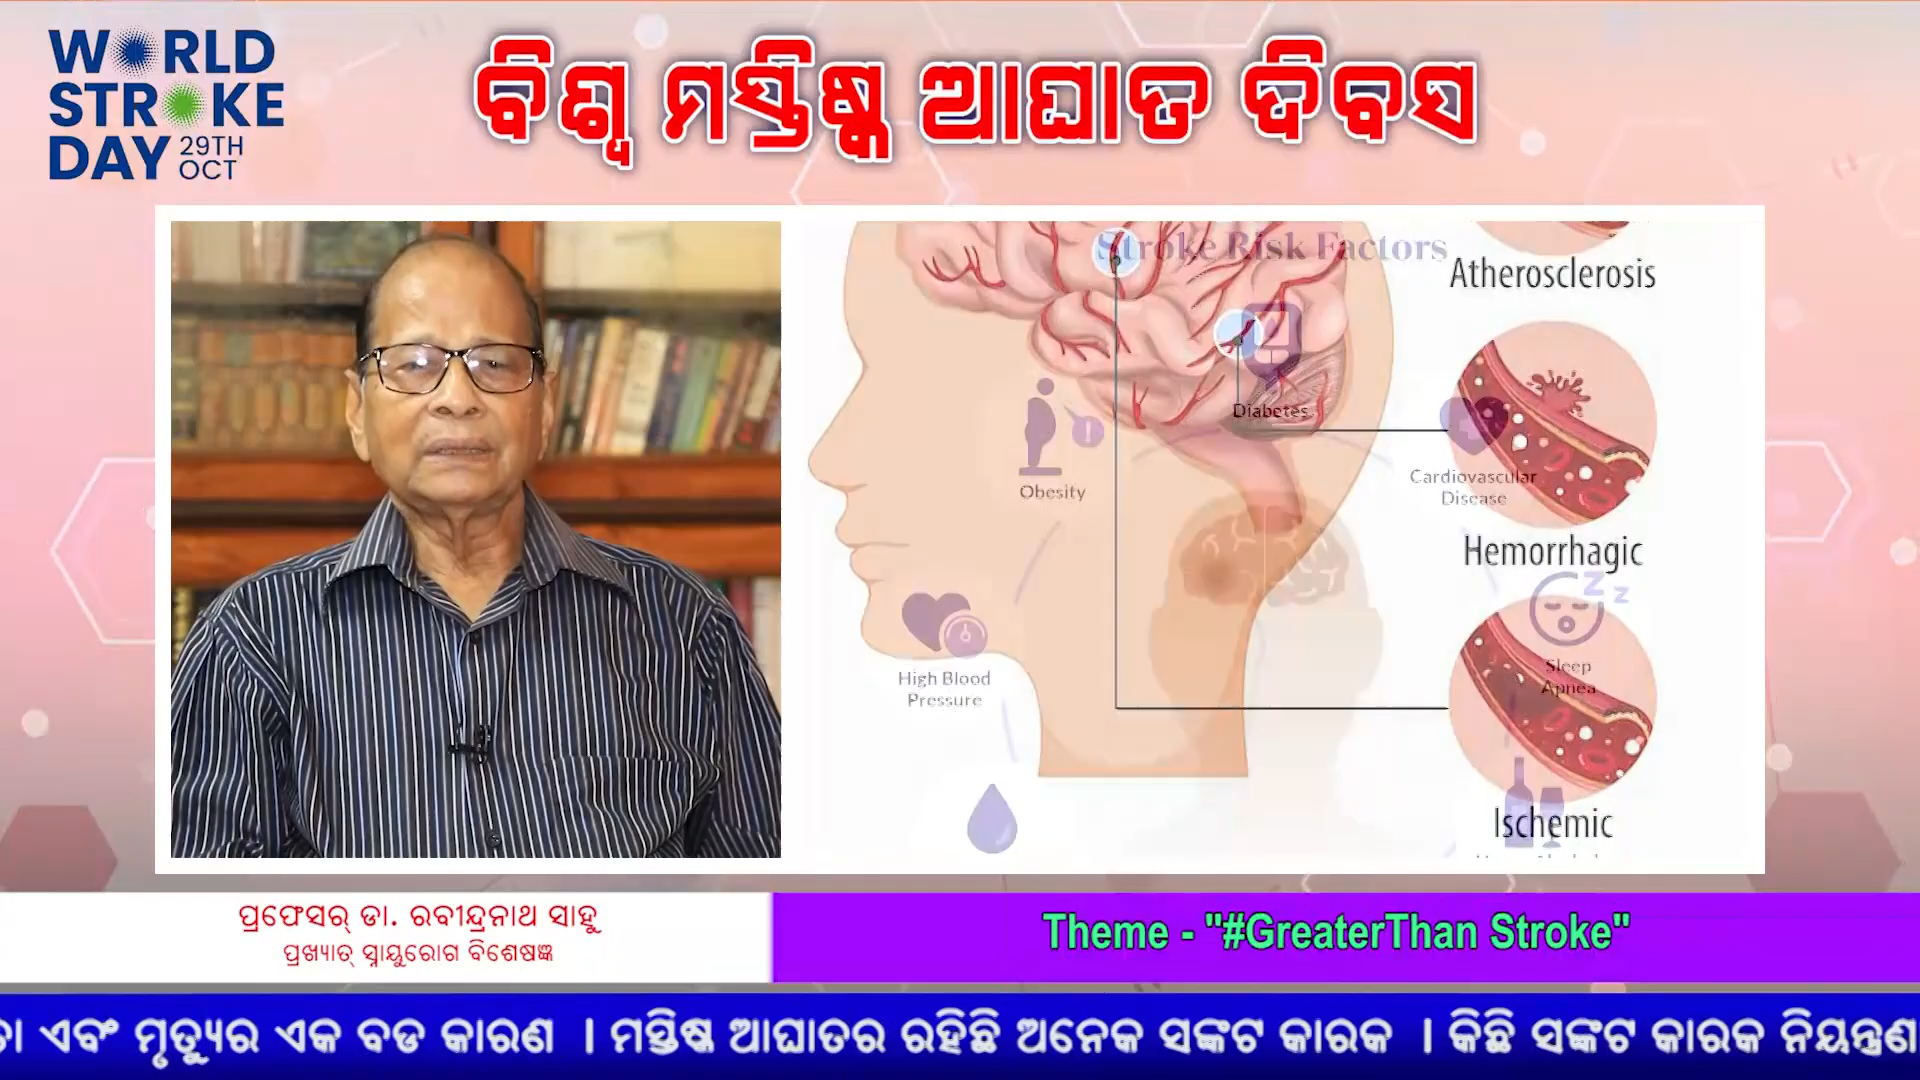 WORLD
STROKE
DAY 29TH
OCT
ବିଶ୍ୱ ମସ୍ତିଷ୍କ ଆଘାତ ଦିବସ
Stroke Risk Factors
Atherosclerosis
Diabetes
Obesity
Cardiovascular
Disease
Hemorrhagic
High Blood
Pressure
Sleep
Apnea
Ischemic
ପ୍ରଫେସର୍ ଡା. ରବୀନ୍ଦ୍ରନାଥ ସାହୁ
ପ୍ରଖ୍ୟାତ୍ ସ୍ନାୟୁରୋଗ ବିଶେଷଜ୍ଞ
Theme - "#GreaterThan Stroke"
ଏବଂ ମୃତ୍ୟୁର ଏକ ବଡ କାରଣ । ମସ୍ତିଷ୍କ ଆଘାତର ରହିଛି ଅନେକ ସଙ୍କଟ କାରକ । କିଛି ସଙ୍କଟ କାରକ ନିୟନ୍ତ୍ରଣ